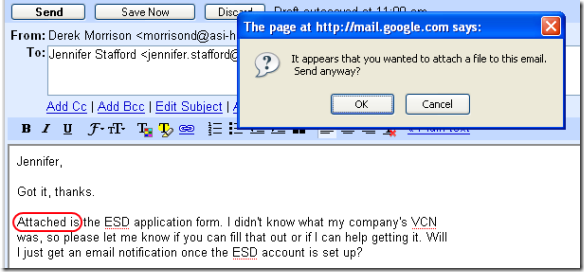 Send Save Now Discard Draft autosaved at 11:00 am
The page at http://mail.google.com says:
From: Derek Morrison <morrisond@asi-h
To: Jennifer Stafford <jennifer.stafford@
It appears that you wanted to attach a file to this email.
Send anyway?
OK Cancel
Add Cc | Add Bcc | Edit Subject |
B I U
« Plain text
Jennifer,
Got it, thanks.
Attached is the ESD application form. I didn't know what my company's VCN
was, so please let me know if you can fill that out or if I can help getting it. Will
I just get an email notification once the ESD account is set up?